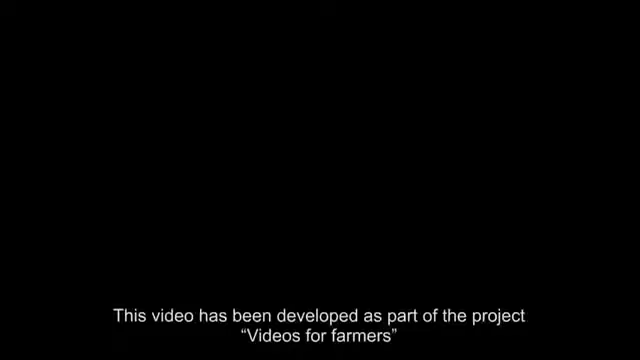 This video has been developed as part of the project
“Videos for farmers”